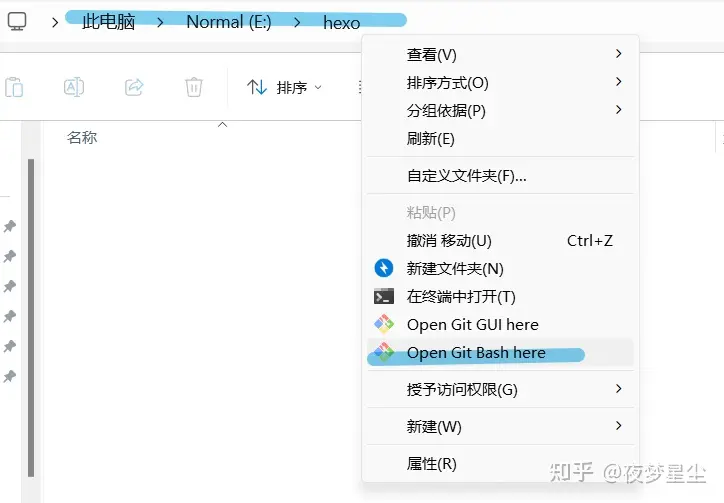 此电脑 > Normal (E:) > hexo
排序
名称
查看(V)
排序方式(O)
分组依据(P)
刷新(E)
自定义文件夹(F)...
粘贴(P)
撤消 移动(U) Ctrl+Z
新建文件夹(N)
在终端中打开(T)
Open Git GUI here
Open Git Bash here
授予访问权限(G)
新建(W)
属性(R)
知乎 @夜梦星尘